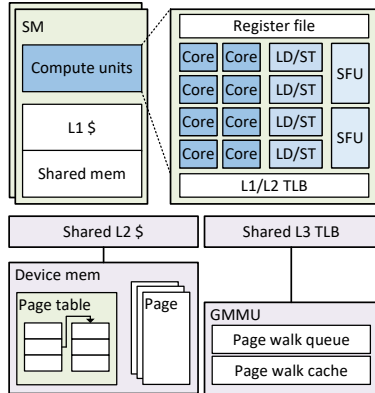 SM
Compute units
L1 $
Shared mem
Register file
Core Core LD/ST
SFU
Core Core LD/ST
Core Core LD/ST
SFU
Core Core LD/ST
L1/L2 TLB
Shared L2 $
Shared L3 TLB
Device mem
Page table
Page
GMMU
Page walk queue
Page walk cache